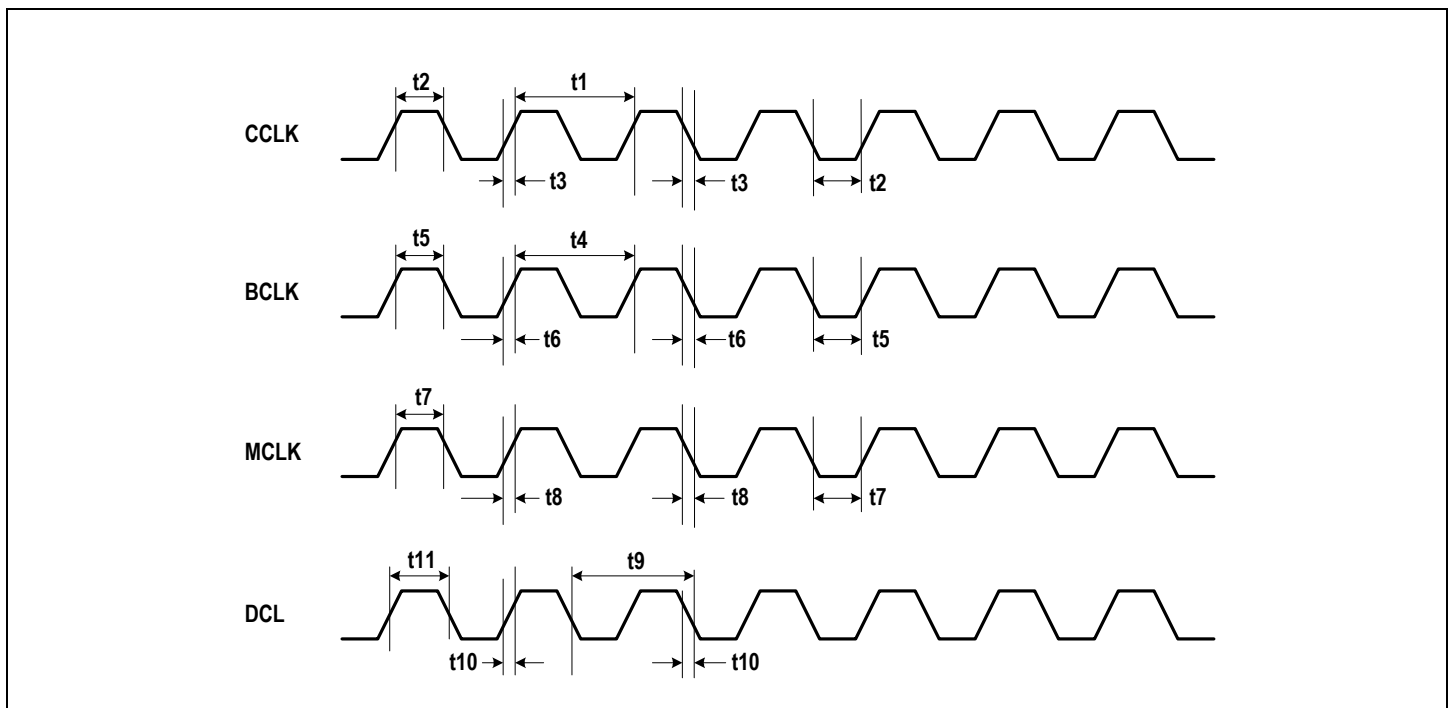 t2 t1
CCLK
t3 t3 t2
t5 t4
BCLK
t6 t6 t5
t7
MCLK
t8 t8 t7
t11 t9
DCL
t10 t10